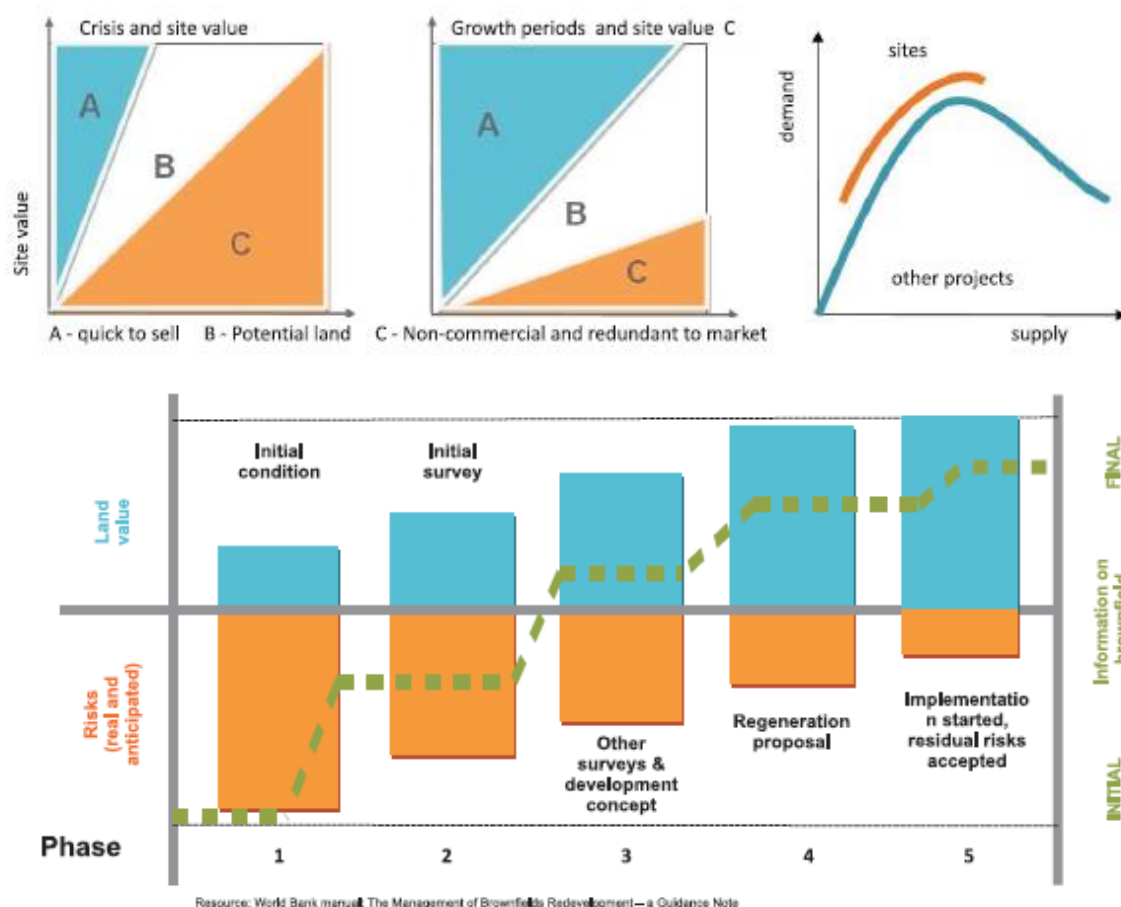 Crisis and site value
A
B
C
Site value
A - quick to sell
B - Potential land
Growth periods and site value C
A
B
C
C - Non-commercial and redundant to market
sites
demand
other projects
supply
Initial
condition
Initial
survey
Other
surveys &
development
concept
Regeneration
proposal
Implementatio
n started,
residual risks
accepted
Land
value
Risks
(real and
anticipated)
FINAL
Information on
brownfield
INITIAL
Phase
1
2
3
4
5
Resource: World Bank manual: The Management of Brownfields Redevelopment — a Guidance Note